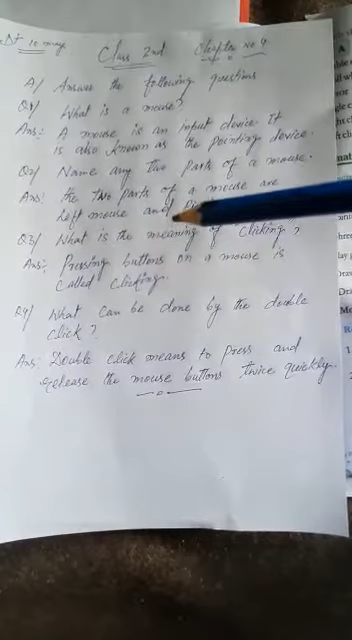 Dt 10 may
Class 2nd Chapter No 4
A/ Answer the following questions
Q1/ What is a mouse?
Ans: A mouse is an input device. It
is also known as the pointing device.
Q2/ Name any two parts of a mouse.
Ans: the two parts of a mouse are
Left mouse and
Q3/ What is the meaning of Clicking?
Ans: Pressing buttons on a mouse is
called clicking.
Q4/ What can be done by the double
click?
Ans: Double click means to press and
release the mouse buttons twice quickly.